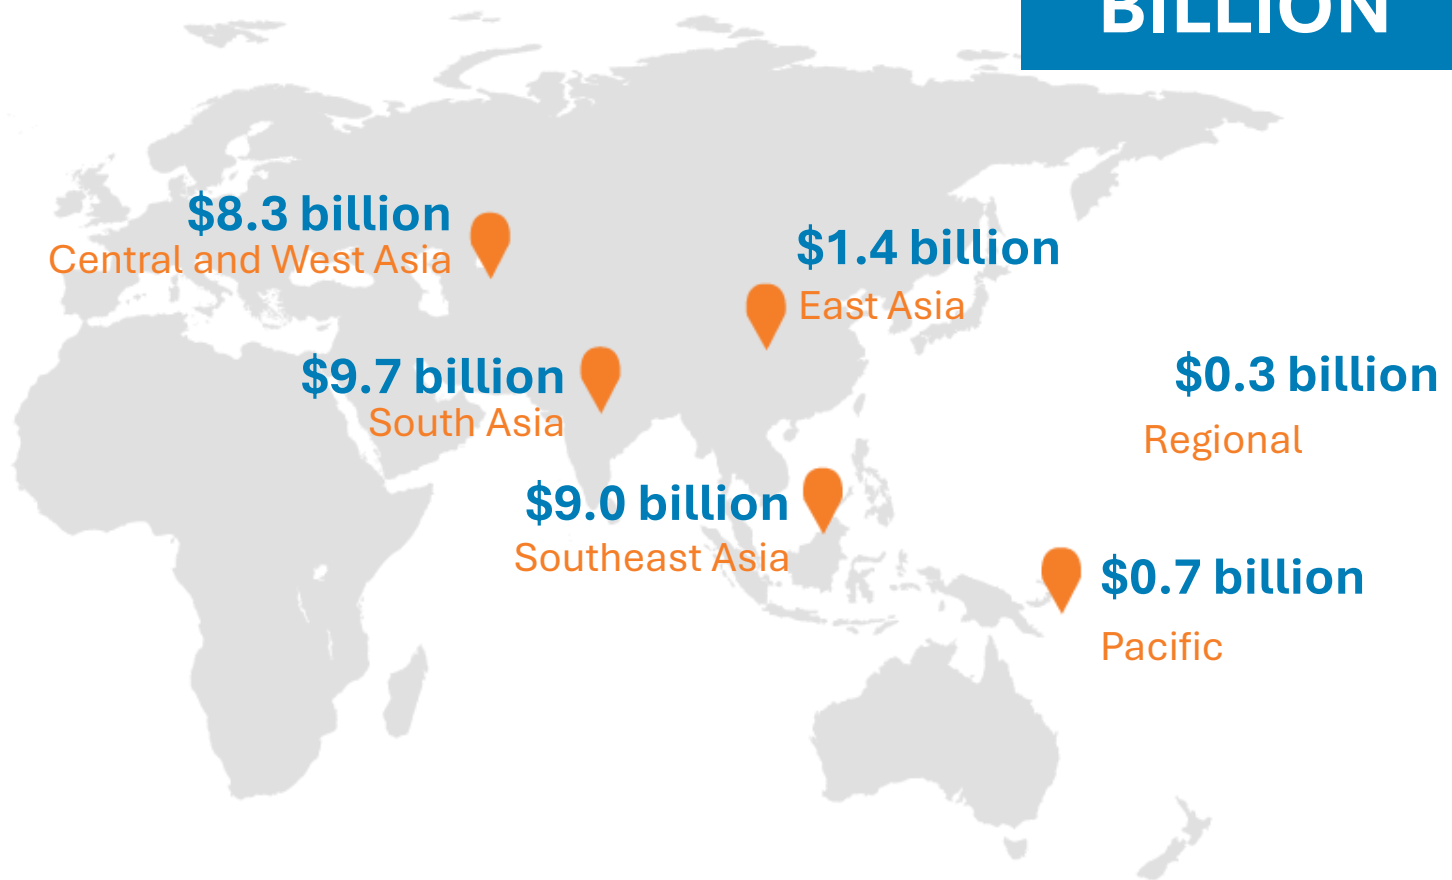 BILLION
$8.3 billion
Central and West Asia
$1.4 billion
East Asia
$9.7 billion
South Asia
$0.3 billion
Regional
$9.0 billion
Southeast Asia
$0.7 billion
Pacific